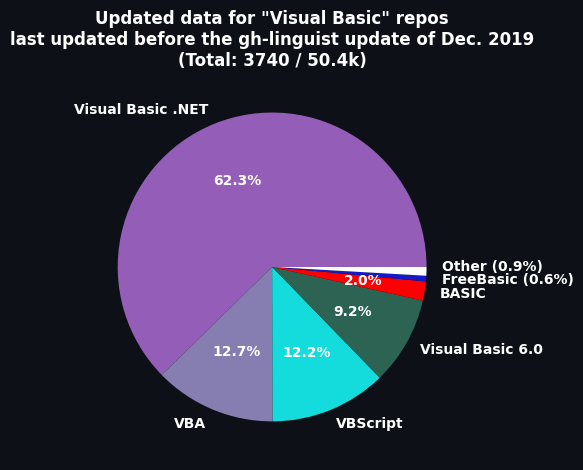 Updated data for "Visual Basic" repos
last updated before the gh-linguist update of Dec. 2019
(Total: 3740 / 50.4k)
Visual Basic .NET
62.3%
Other (0.9%)
FreeBasic (0.6%)
2.0%
BASIC
9.2%
Visual Basic 6.0
12.7%
12.2%
VBA
VBScript